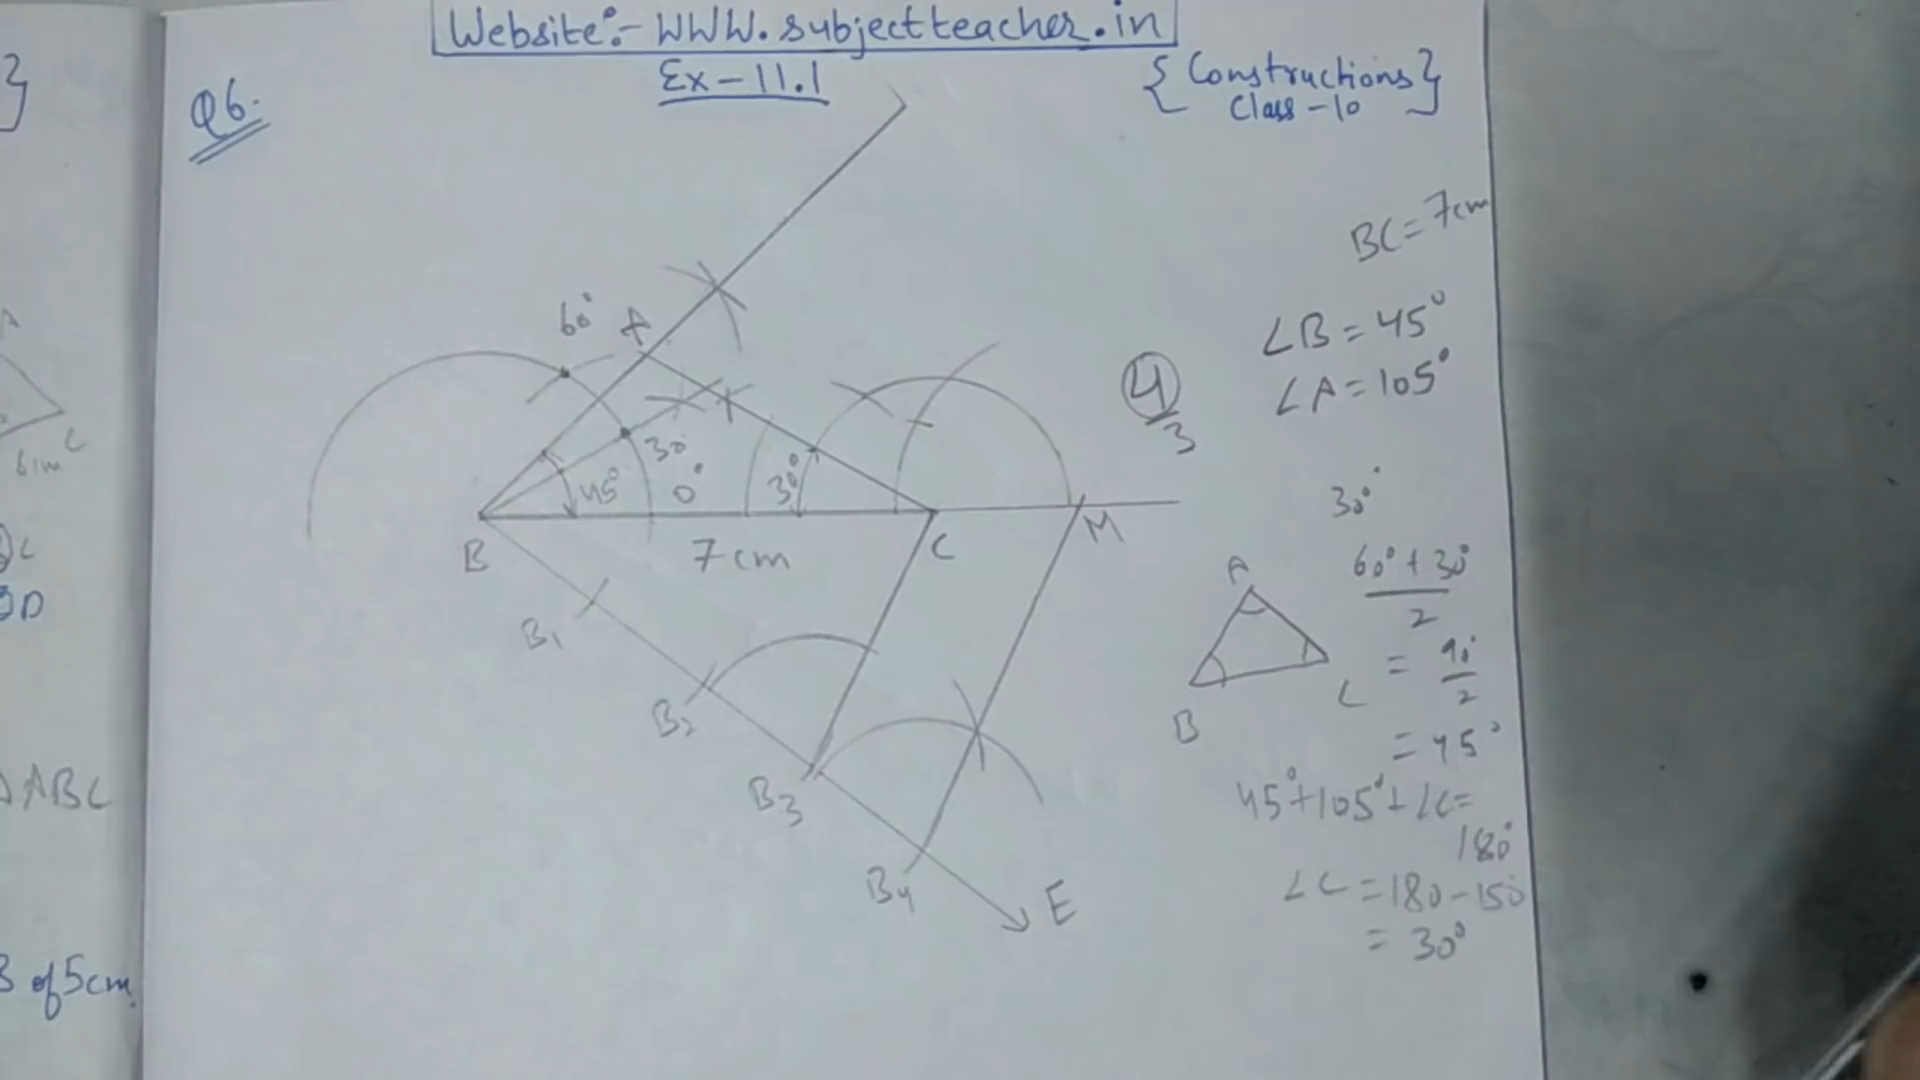 Website:- WWW.subjectteacher.in
Ex-11.1
{Constructions}
Class-10
Q6.
BC=7cm
∠B=45°
∠A=105°
4/3
60°
A
30°
45°
0°
30°
B
7cm
C
M
B1
B2
B3
B4
E
30°
A
B
C
60°+30°
2
= 90°
2
=45°
45°+105°+∠C=
180°
∠C=180-150
= 30°
}
A
6cm
C
D
ABC
of 5cm